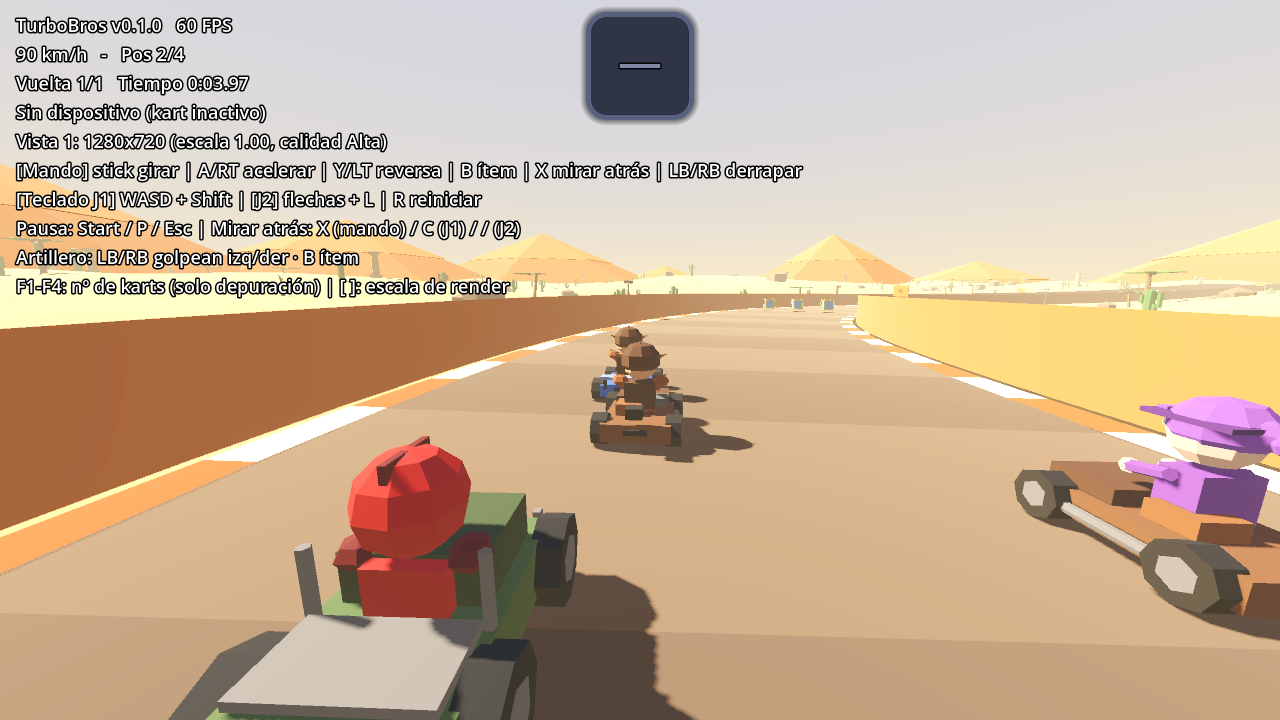 TurboBros v0.1.0   60 FPS
90 km/h  -  Pos 2/4
Vuelta 1/1   Tiempo 0:03.97
Sin dispositivo (kart inactivo)
Vista 1: 1280x720 (escala 1.00, calidad Alta)
[Mando] stick girar | A/RT acelerar | Y/LT reversa | B ítem | X mirar atrás | LB/RB derrapar
[Teclado J1] WASD + Shift | [J2] flechas + L | R reiniciar
Pausa: Start / P / Esc | Mirar atrás: X (mando) / C (J1) / / (J2)
Artillero: LB/RB golpean izq/der · B ítem
F1-F4: nº de karts (solo depuración) | [ ]: escala de render